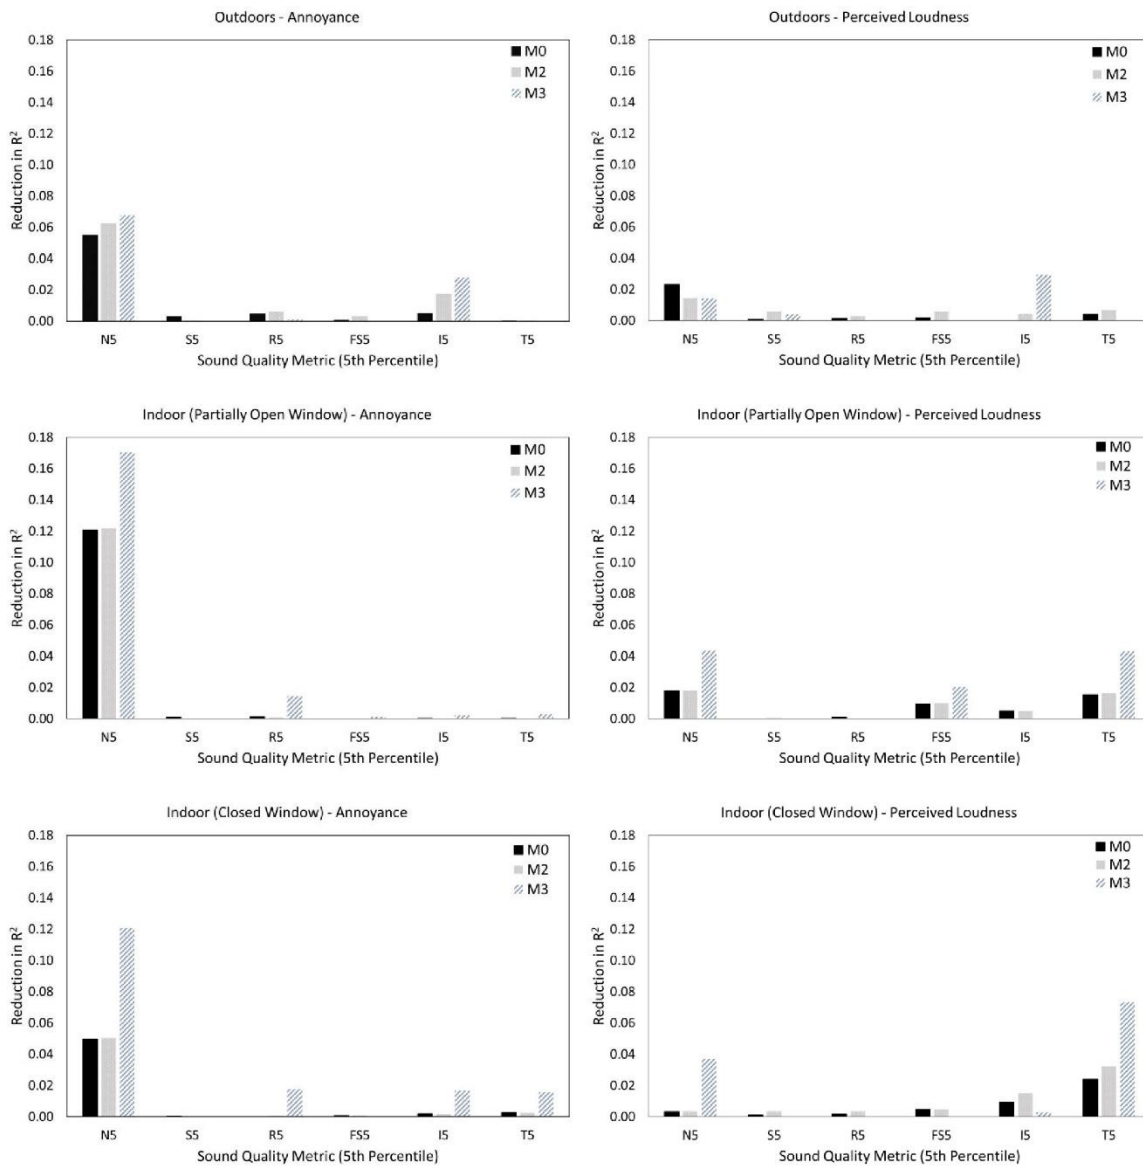 Outdoors - Annoyance
0.18
0.16
0.14
0.12
0.10
0.08
0.06
0.04
0.02
0.00
Reduction in R²
M0
M2
M3
N5 S5 R5 FS5 I5 T5
Sound Quality Metric (5th Percentile)
Outdoors - Perceived Loudness
0.18
0.16
0.14
0.12
0.10
0.08
0.06
0.04
0.02
0.00
Reduction in R²
M0
M2
M3
N5 S5 R5 FS5 I5 T5
Sound Quality Metric (5th Percentile)
Indoor (Partially Open Window) - Annoyance
0.18
0.16
0.14
0.12
0.10
0.08
0.06
0.04
0.02
0.00
Reduction in R²
M0
M2
M3
N5 S5 R5 FS5 I5 T5
Sound Quality Metric (5th Percentile)
Indoor (Partially Open Window) - Perceived Loudness
0.18
0.16
0.14
0.12
0.10
0.08
0.06
0.04
0.02
0.00
Reduction in R²
M0
M2
M3
N5 S5 R5 FS5 I5 T5
Sound Quality Metric (5th Percentile)
Indoor (Closed Window) - Annoyance
0.18
0.16
0.14
0.12
0.10
0.08
0.06
0.04
0.02
0.00
Reduction in R²
M0
M2
M3
N5 S5 R5 FS5 I5 T5
Sound Quality Metric (5th Percentile)
Indoor (Closed Window) - Perceived Loudness
0.18
0.16
0.14
0.12
0.10
0.08
0.06
0.04
0.02
0.00
Reduction in R²
M0
M2
M3
N5 S5 R5 FS5 I5 T5
Sound Quality Metric (5th Percentile)